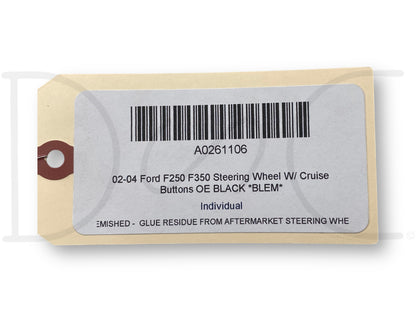 A0261106
02-04 Ford F250 F350 Steering Wheel W/ Cruise
Buttons OE BLACK *BLEM*
Individual
EMISHED - GLUE RESIDUE FROM AFTERMARKET STEERING WHE